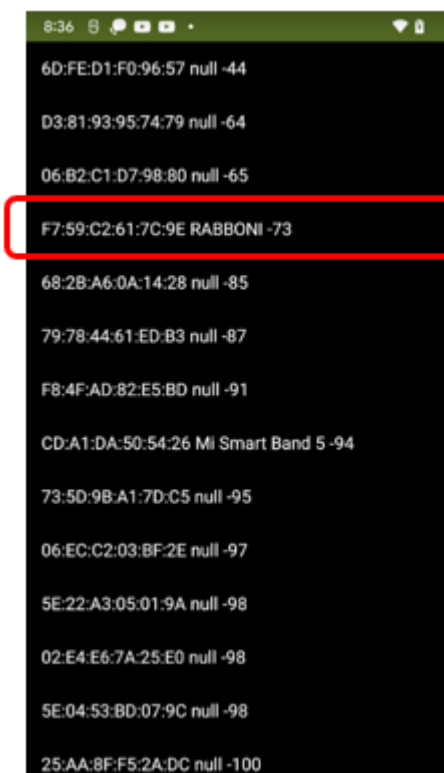 8:36
6D:FE:D1:F0:96:57 null -44
D3:81:93:95:74:79 null -64
06:B2:C1:D7:98:80 null -65
F7:59:C2:61:7C:9E RABBONI -73
68:2B:A6:0A:14:28 null -85
79:78:44:61:ED:B3 null -87
F8:4F:AD:82:E5:BD null -91
CD:A1:DA:50:54:26 Mi Smart Band 5 -94
73:5D:9B:A1:7D:C5 null -95
06:EC:C2:03:BF:2E null -97
5E:22:A3:05:01:9A null -98
02:E4:E6:7A:25:E0 null -98
5E:04:53:BD:07:9C null -98
25:AA:8F:F5:2A:DC null -100